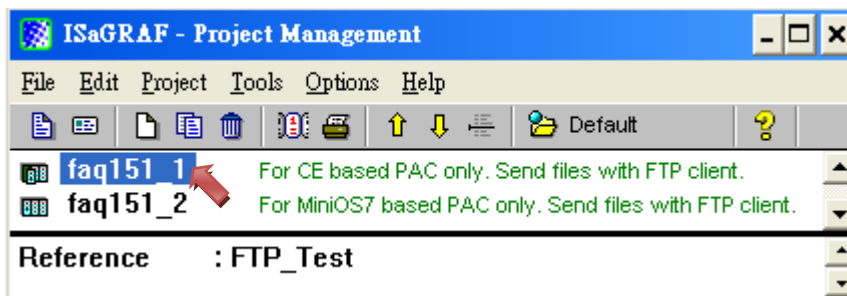 ISaGRAF - Project Management
File Edit Project Tools Options Help
Default
faq151_1 For CE based PAC only. Send files with FTP client.
faq151_2 For MiniOS7 based PAC only. Send files with FTP client.
Reference : FTP_Test